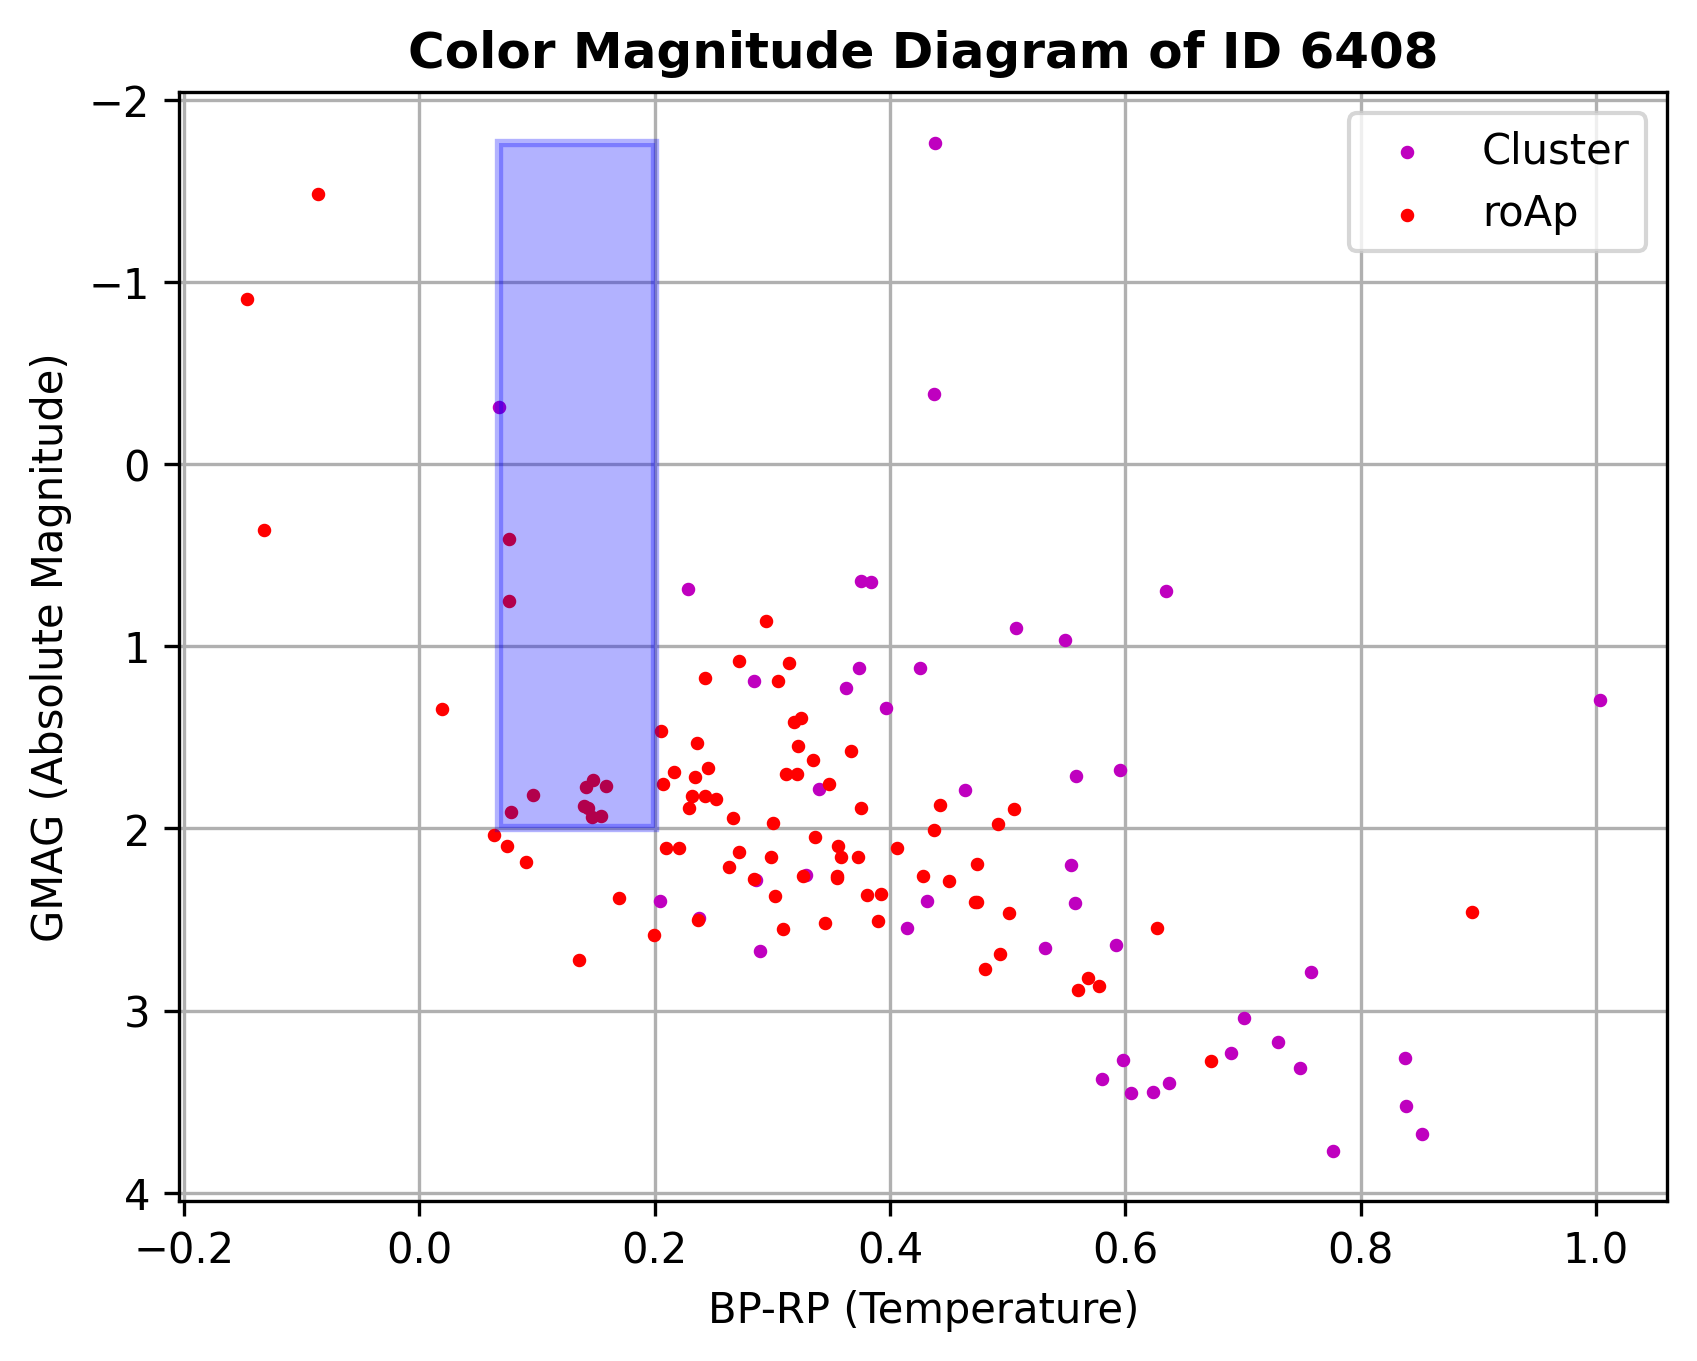 Color Magnitude Diagram of ID 6408
Cluster
roAp
GMAG (Absolute Magnitude)
−2
−1
0
1
2
3
4
−0.2 0.0 0.2 0.4 0.6 0.8 1.0
BP-RP (Temperature)